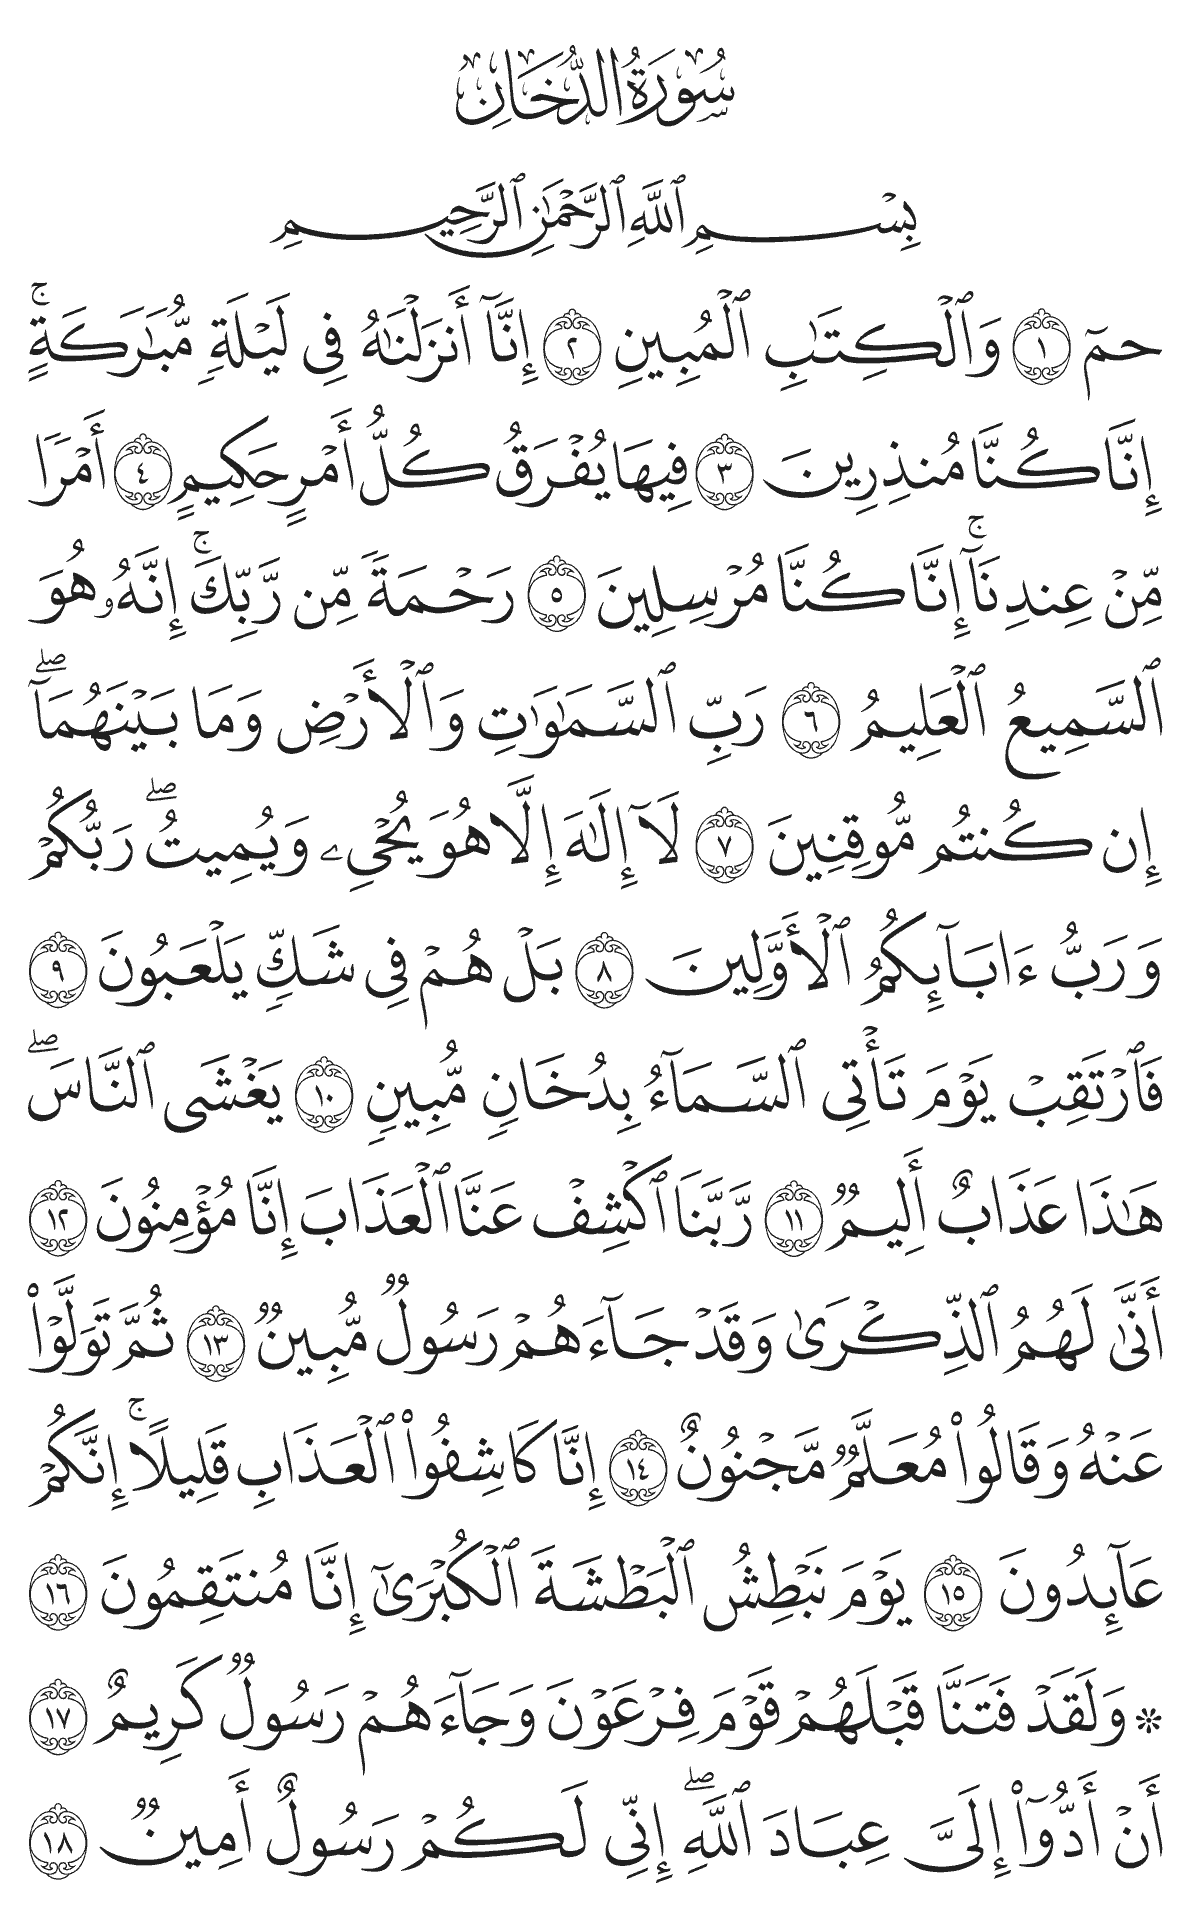 سُورَةُ الدُّخَانِ
بِسْمِ ٱللَّهِ ٱلرَّحْمَٰنِ ٱلرَّحِيمِ
حمٓ ١ وَٱلْكِتَٰبِ ٱلْمُبِينِ ٢ إِنَّآ أَنزَلْنَٰهُ فِى لَيْلَةٍ مُّبَٰرَكَةٍ ۚ
إِنَّا كُنَّا مُنذِرِينَ ٣ فِيهَا يُفْرَقُ كُلُّ أَمْرٍ حَكِيمٍ ٤ أَمْرًا
مِّنْ عِندِنَآ ۚ إِنَّا كُنَّا مُرْسِلِينَ ٥ رَحْمَةً مِّن رَّبِّكَ ۚ إِنَّهُۥ هُوَ
ٱلسَّمِيعُ ٱلْعَلِيمُ ٦ رَبِّ ٱلسَّمَٰوَٰتِ وَٱلْأَرْضِ وَمَا بَيْنَهُمَآ ۖ
إِن كُنتُم مُّوقِنِينَ ٧ لَآ إِلَٰهَ إِلَّا هُوَ يُحْىِۦ وَيُمِيتُ ۖ رَبُّكُمْ
وَرَبُّ ءَابَآئِكُمُ ٱلْأَوَّلِينَ ٨ بَلْ هُمْ فِى شَكٍّ يَلْعَبُونَ ٩
فَٱرْتَقِبْ يَوْمَ تَأْتِى ٱلسَّمَآءُ بِدُخَانٍ مُّبِينٍ ١٠ يَغْشَى ٱلنَّاسَ ۖ
هَٰذَا عَذَابٌ أَلِيمٌ ١١ رَّبَّنَا ٱكْشِفْ عَنَّا ٱلْعَذَابَ إِنَّا مُؤْمِنُونَ ١٢
أَنَّىٰ لَهُمُ ٱلذِّكْرَىٰ وَقَدْ جَآءَهُمْ رَسُولٌ مُّبِينٌ ١٣ ثُمَّ تَوَلَّوْا۟
عَنْهُ وَقَالُوا۟ مُعَلَّمٌ مَّجْنُونٌ ١٤ إِنَّا كَاشِفُوا۟ ٱلْعَذَابِ قَلِيلًا ۚ إِنَّكُمْ
عَآئِدُونَ ١٥ يَوْمَ نَبْطِشُ ٱلْبَطْشَةَ ٱلْكُبْرَىٰٓ إِنَّا مُنتَقِمُونَ ١٦
۞ وَلَقَدْ فَتَنَّا قَبْلَهُمْ قَوْمَ فِرْعَوْنَ وَجَآءَهُمْ رَسُولٌ كَرِيمٌ ١٧
أَنْ أَدُّوٓا۟ إِلَىَّ عِبَادَ ٱللَّهِ ۖ إِنِّى لَكُمْ رَسُولٌ أَمِينٌ ١٨